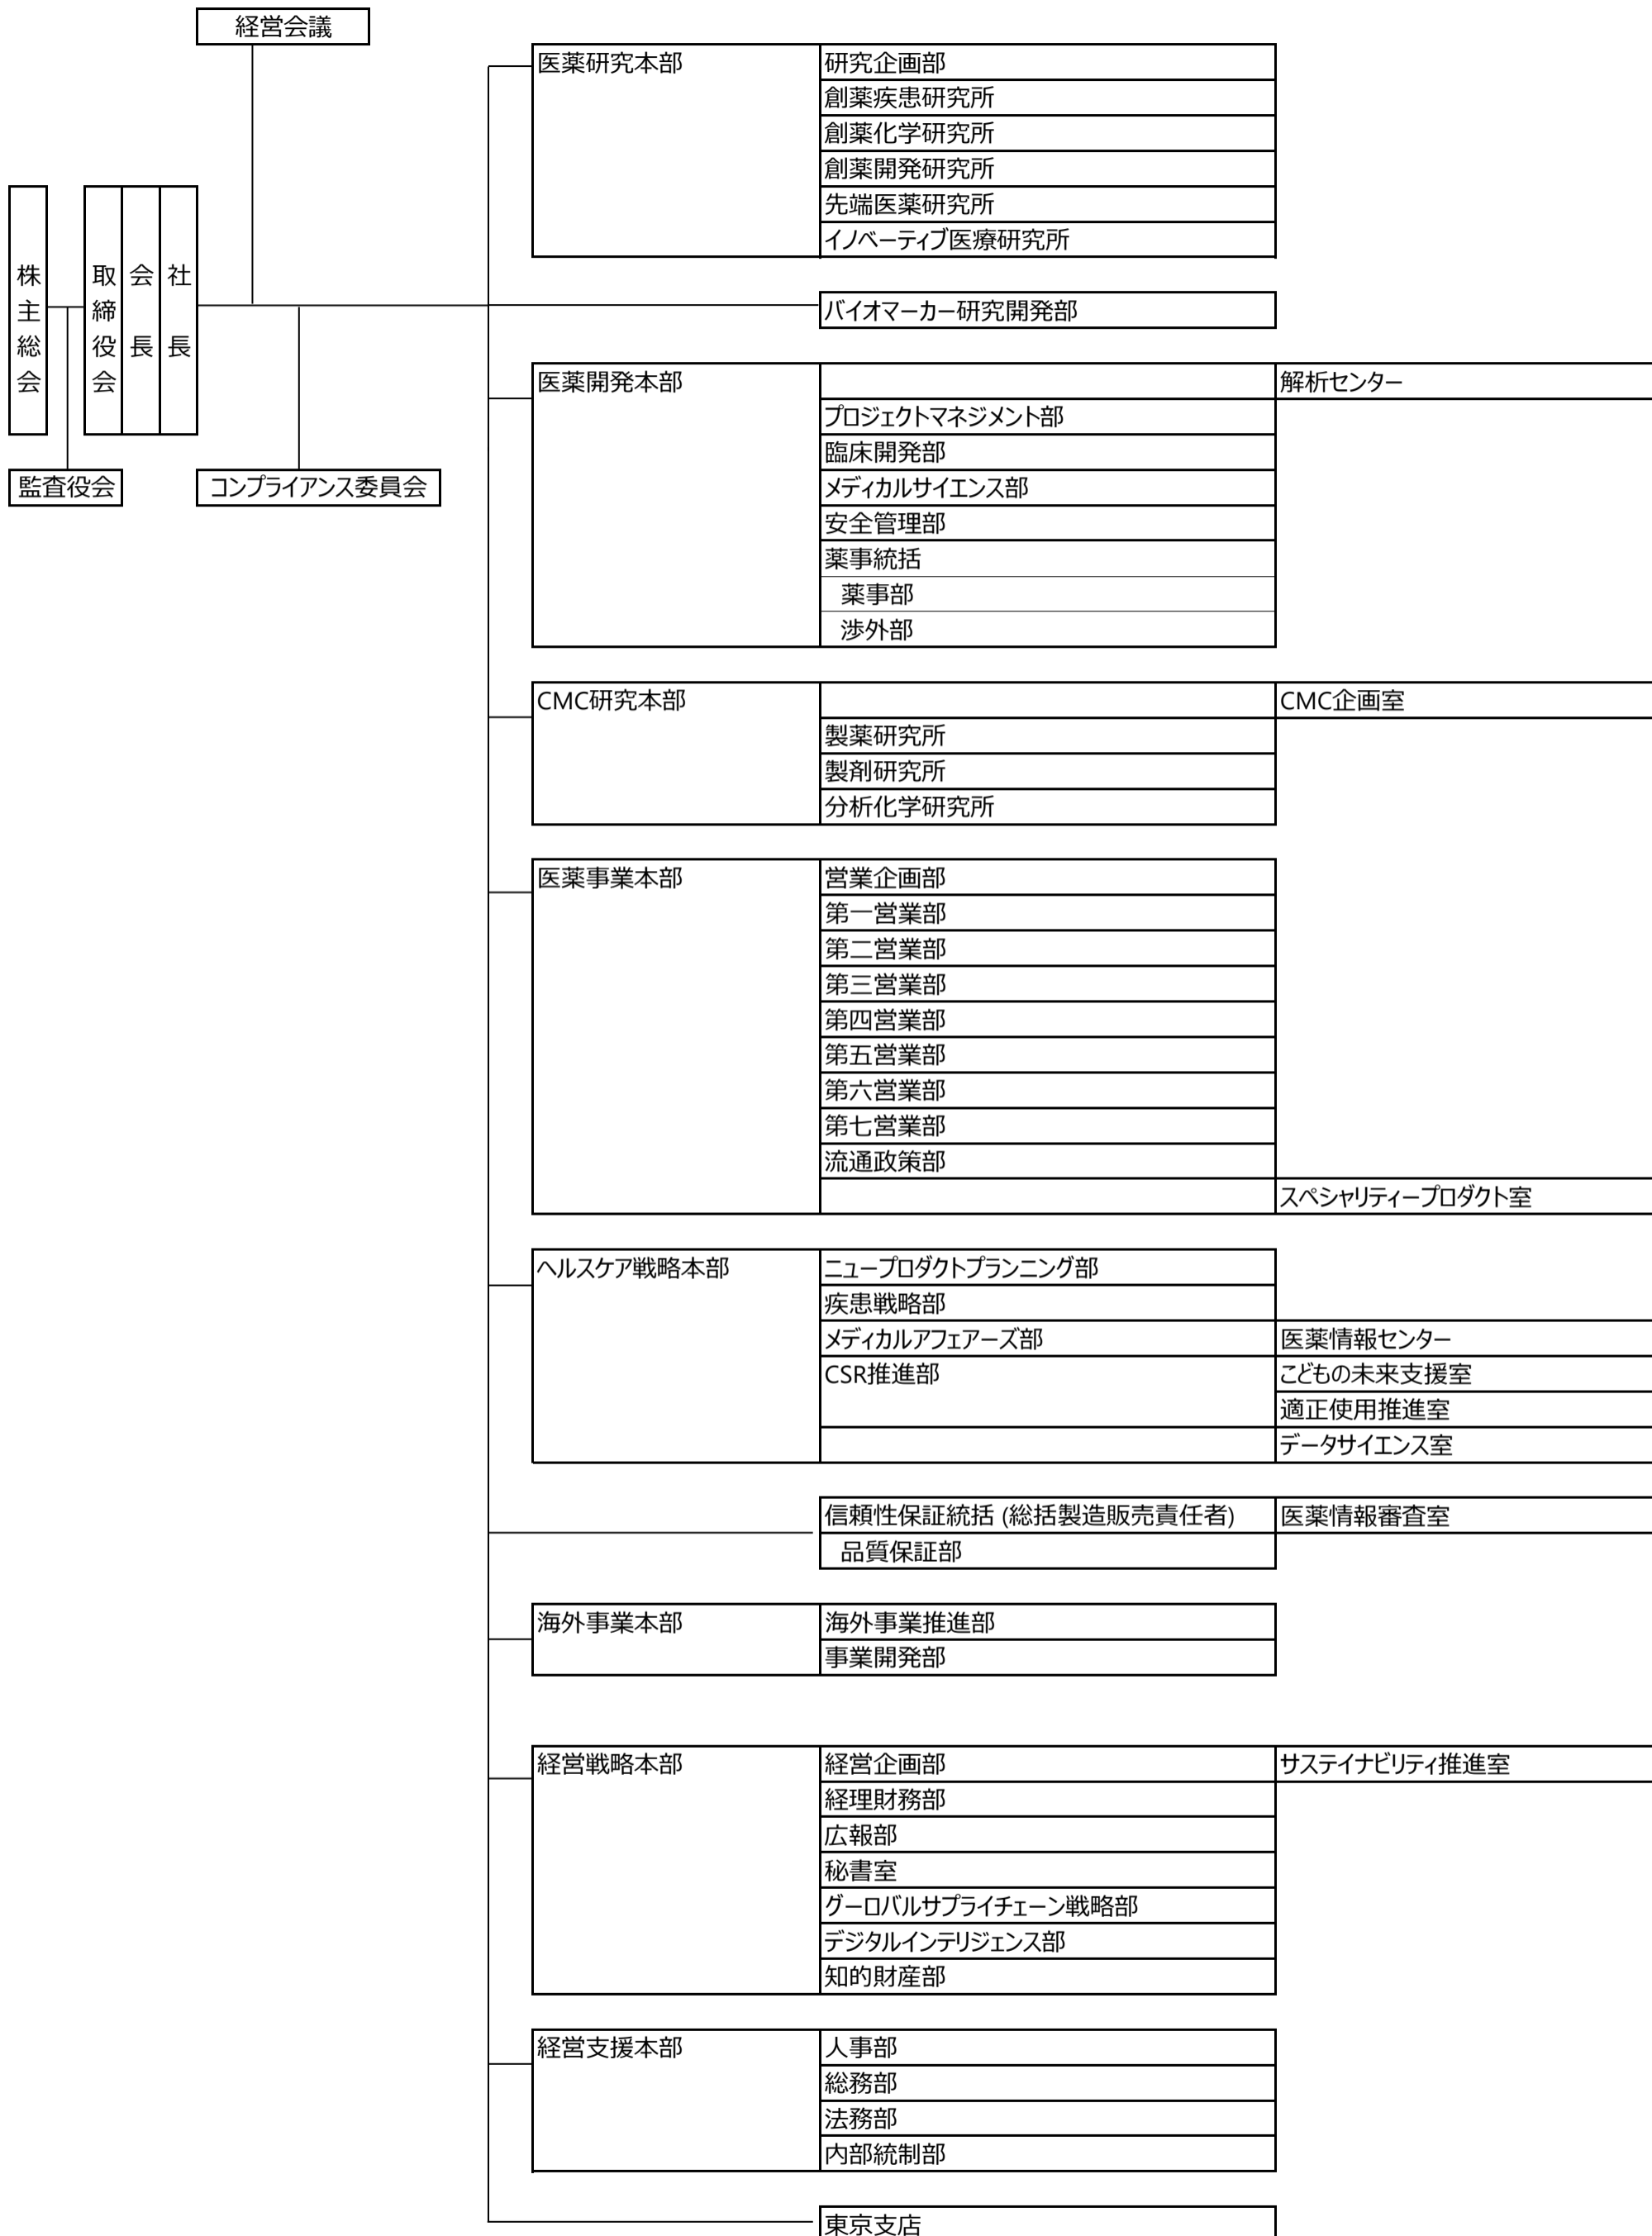 経営会議
株主総会
取締役会
会長
社長
監査役会
コンプライアンス委員会
医薬研究本部
研究企画部
創薬疾患研究所
創薬化学研究所
創薬開発研究所
先端医薬研究所
イノベーティブ医療研究所
バイオマーカー研究開発部
医薬開発本部
解析センター
プロジェクトマネジメント部
臨床開発部
メディカルサイエンス部
安全管理部
薬事統括
薬事部
渉外部
CMC研究本部
CMC企画室
製薬研究所
製剤研究所
分析化学研究所
医薬事業本部
営業企画部
第一営業部
第二営業部
第三営業部
第四営業部
第五営業部
第六営業部
第七営業部
流通政策部
スペシャリティープロダクト室
ヘルスケア戦略本部
ニュープロダクトプランニング部
疾患戦略部
メディカルアフェアーズ部
医薬情報センター
CSR推進部
こどもの未来支援室
適正使用推進室
データサイエンス室
信頼性保証統括 (総括製造販売責任者)
医薬情報審査室
品質保証部
海外事業本部
海外事業推進部
事業開発部
経営戦略本部
経営企画部
サステイナビリティ推進室
経理財務部
広報部
秘書室
グーロバルサプライチェーン戦略部
デジタルインテリジェンス部
知的財産部
経営支援本部
人事部
総務部
法務部
内部統制部
東京支店